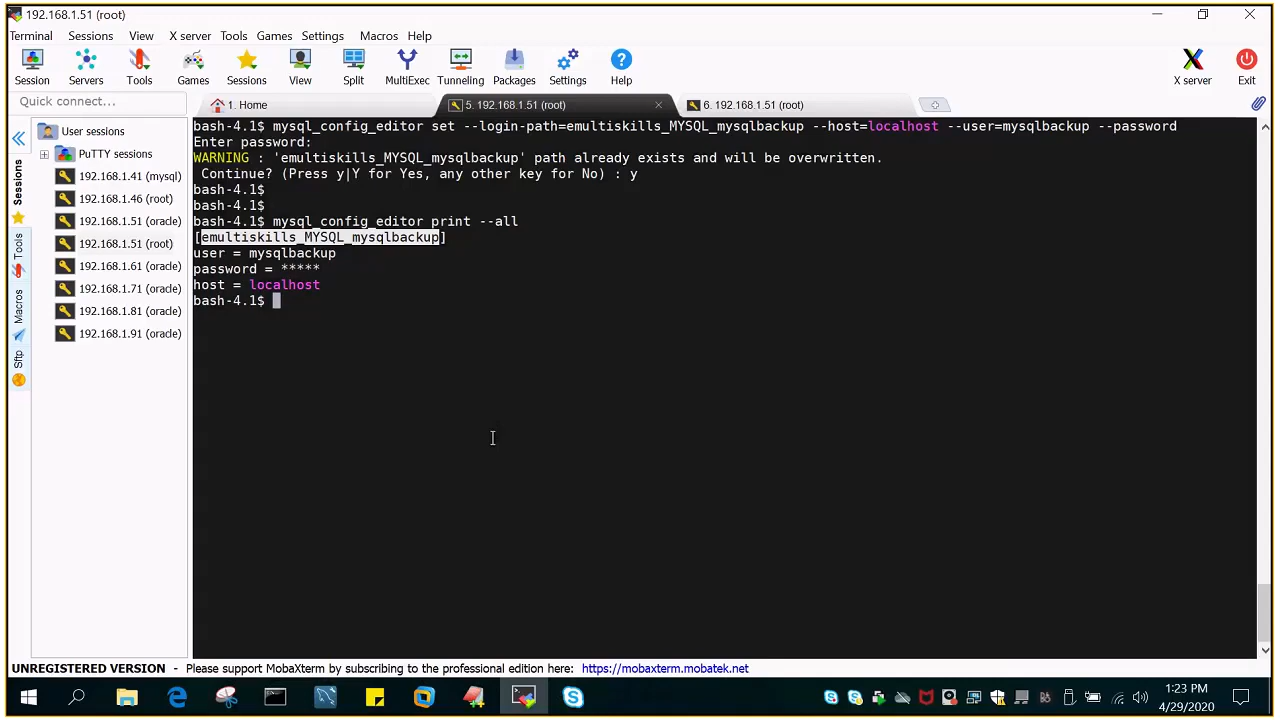 192.168.1.51 (root)
Terminal Sessions View X server Tools Games Settings Macros Help
Session Servers Tools Games Sessions View Split MultiExec Tunneling Packages Settings Help X server Exit
Quick connect...
1. Home
5. 192.168.1.51 (root)
6. 192.168.1.51 (root)
Sessions
Tools
Macros
Sftp
User sessions
PuTTY sessions
192.168.1.41 (mysql)
192.168.1.46 (root)
192.168.1.51 (oracle)
192.168.1.51 (root)
192.168.1.61 (oracle)
192.168.1.71 (oracle)
192.168.1.81 (oracle)
192.168.1.91 (oracle)
bash-4.1$ mysql_config_editor set --login-path=emultiskills_MYSQL_mysqlbackup --host=localhost --user=mysqlbackup --password
Enter password:
WARNING : 'emultiskills_MYSQL_mysqlbackup' path already exists and will be overwritten.
Continue? (Press y|Y for Yes, any other key for No) : y
bash-4.1$
bash-4.1$
bash-4.1$ mysql_config_editor print --all
[emultiskills_MYSQL_mysqlbackup]
user = mysqlbackup
password = *****
host = localhost
bash-4.1$
UNREGISTERED VERSION - Please support MobaXterm by subscribing to the professional edition here: https://mobaxterm.mobatek.net
1:23 PM
4/29/2020